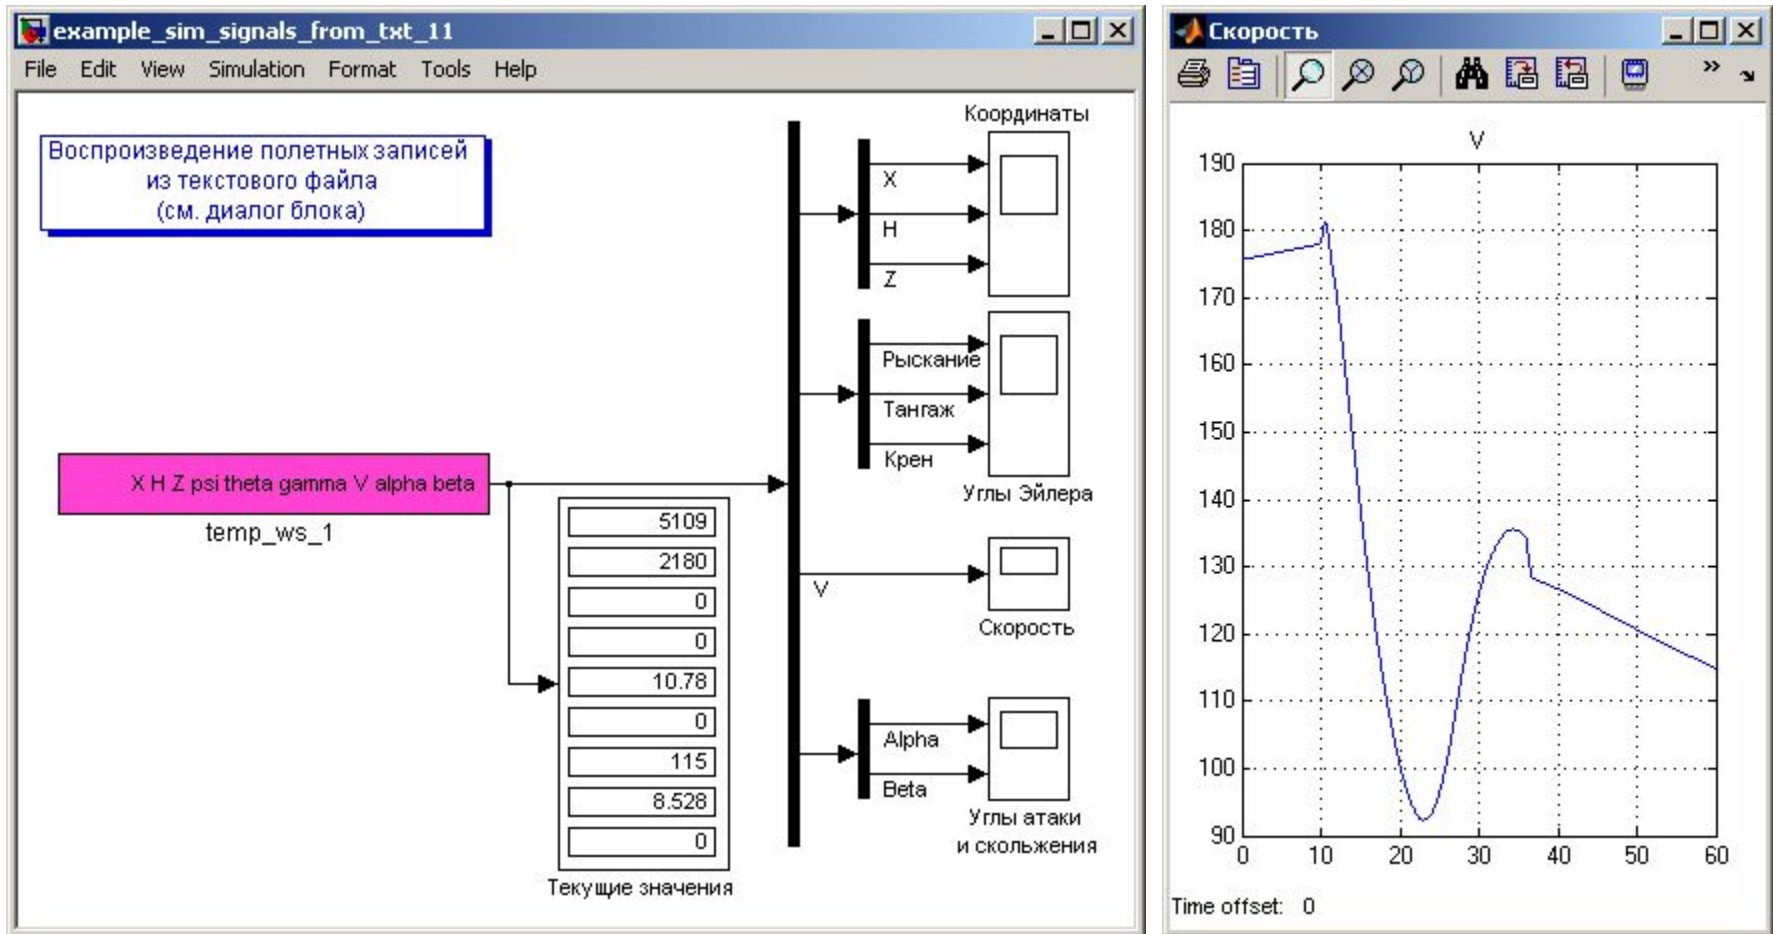 example_sim_signals_from_txt_11
File Edit View Simulation Format Tools Help
Воспроизведение полетных записей
из текстового файла
(см. диалог блока)
X H Z psi theta gamma V alpha beta
temp_ws_1
5109
2180
0
0
10.78
0
115
8.528
0
Текущие значения
Координаты
X
H
Z
Рыскание
Тангаж
Крен
Углы Эйлера
V
Скорость
Alpha
Beta
Углы атаки
и скольжения
Скорость
V
190
180
170
160
150
140
130
120
110
100
90
0 10 20 30 40 50 60
Time offset: 0